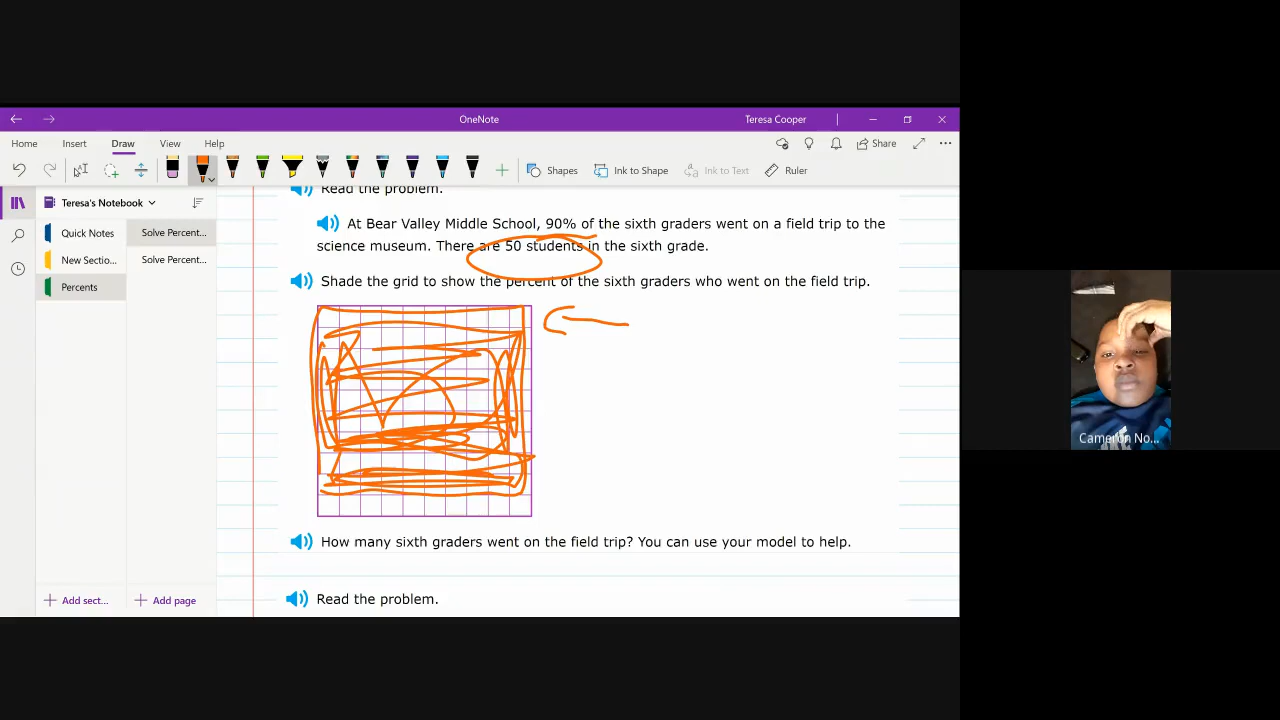 OneNote
Teresa Cooper
Home Insert Draw View Help
Share
Shapes Ink to Shape Ink to Text Ruler
Teresa's Notebook
Quick Notes
New Sectio...
Percents
Solve Percent...
Solve Percent...
Read the problem.
At Bear Valley Middle School, 90% of the sixth graders went on a field trip to the
science museum. There are 50 students in the sixth grade.
Shade the grid to show the percent of the sixth graders who went on the field trip.
How many sixth graders went on the field trip? You can use your model to help.
Read the problem.
Add sect... Add page
Cameron No...